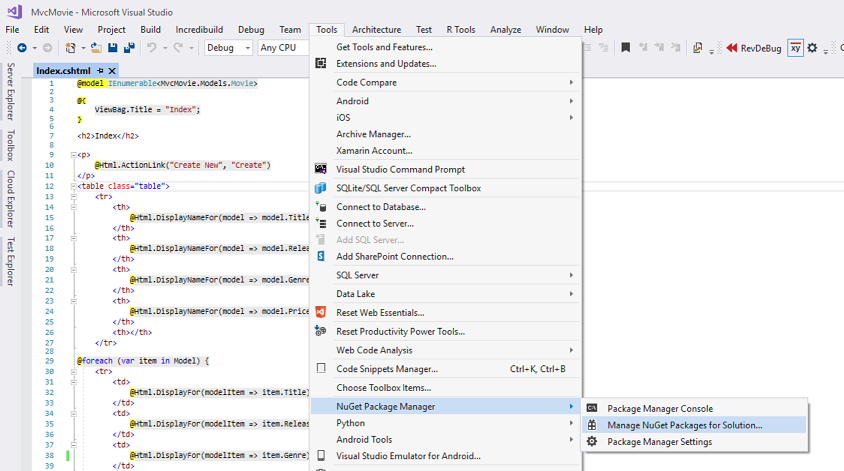 MvcMovie - Microsoft Visual Studio
File Edit View Project Build Incredibuild Debug Team Tools Architecture Test R Tools Analyze Window Help
Debug Any CPU RevDeBug xy
Server Explorer
Toolbox
Cloud Explorer
Test Explorer
Index.cshtml
1 @model IEnumerable<MvcMovie.Models.Movie>
2
3 @{
4 ViewBag.Title = "Index";
5 }
6
7 <h2>Index</h2>
8
9 <p>
10 @Html.ActionLink("Create New", "Create")
11 </p>
12 <table class="table">
13 <tr>
14 <th>
15 @Html.DisplayNameFor(model => model.Title
16 </th>
17 <th>
18 @Html.DisplayNameFor(model => model.Relea
19 </th>
20 <th>
21 @Html.DisplayNameFor(model => model.Genre
22 </th>
23 <th>
24 @Html.DisplayNameFor(model => model.Price
25 </th>
26 <th></th>
27 </tr>
28
29 @foreach (var item in Model) {
30 <tr>
31 <td>
32 @Html.DisplayFor(modelItem => item.Title)
33 </td>
34 <td>
35 @Html.DisplayFor(modelItem => item.Relea
36 </td>
37 <td>
38 @Html.DisplayFor(modelItem => item.Genre)
39 </td>
Get Tools and Features...
Extensions and Updates...
Code Compare
Android
iOS
Archive Manager...
Xamarin Account...
Visual Studio Command Prompt
SQLite/SQL Server Compact Toolbox
Connect to Database...
Connect to Server...
Add SQL Server...
Add SharePoint Connection...
SQL Server
Data Lake
Reset Web Essentials...
Reset Productivity Power Tools...
Web Code Analysis
Code Snippets Manager... Ctrl+K, Ctrl+B
Choose Toolbox Items...
NuGet Package Manager
Python
Android Tools
Visual Studio Emulator for Android...
Package Manager Console
Manage NuGet Packages for Solution...
Package Manager Settings